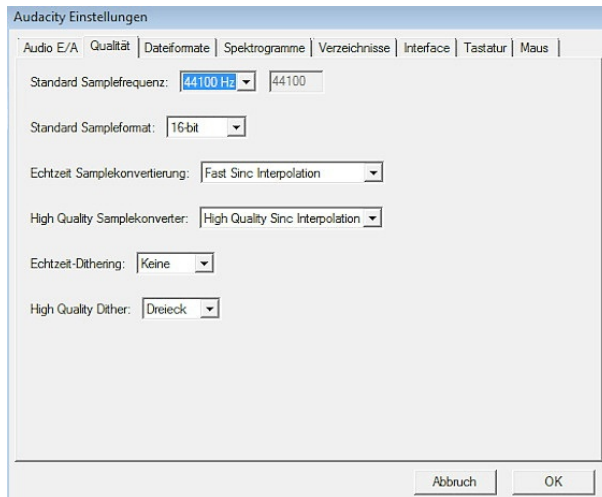 Audacity Einstellungen
Audio E/A Qualität Dateiformate Spektrogramme Verzeichnisse Interface Tastatur Maus
Standard Samplefrequenz: 44100 Hz 44100
Standard Sampleformat: 16-bit
Echtzeit Samplekonvertierung: Fast Sinc Interpolation
High Quality Samplekonverter: High Quality Sinc Interpolation
Echtzeit-Dithering: Keine
High Quality Dither: Dreieck
Abbruch OK